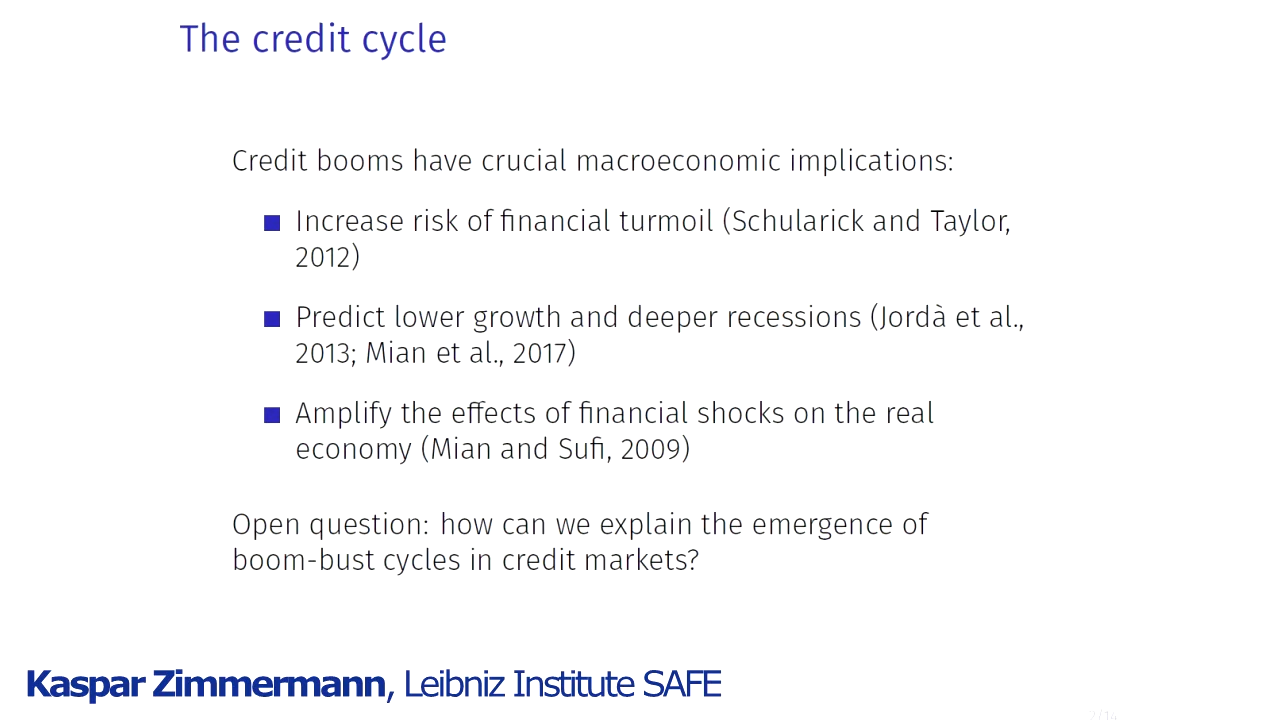 The credit cycle
Credit booms have crucial macroeconomic implications:
Increase risk of financial turmoil (Schularick and Taylor,
2012)
Predict lower growth and deeper recessions (Jordà et al.,
2013; Mian et al., 2017)
Amplify the effects of financial shocks on the real
economy (Mian and Sufi, 2009)
Open question: how can we explain the emergence of
boom-bust cycles in credit markets?
Kaspar Zimmermann, Leibniz Institute SAFE
2/14